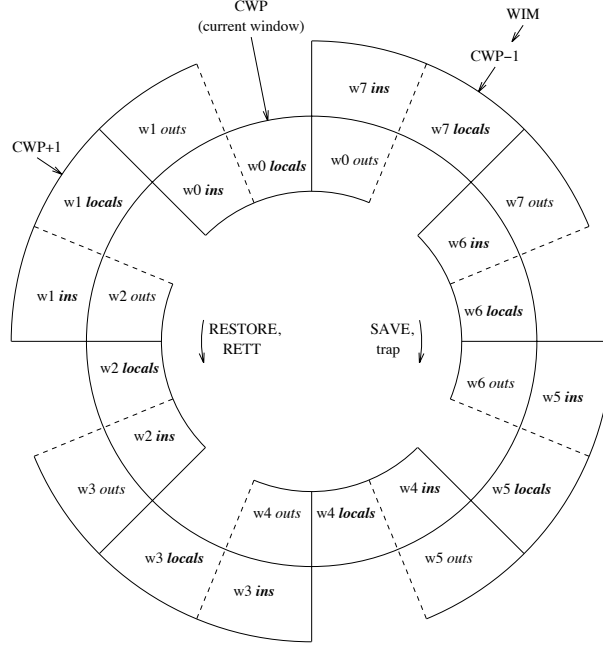 CWP
(current window)
WIM
CWP−1
w7 ins
w1 outs
w7 locals
CWP+1
w0 locals
w0 outs
w0 ins
w1 locals
w7 outs
w6 ins
w1 ins
w2 outs
w6 locals
RESTORE,
RETT
SAVE,
trap
w2 locals
w6 outs
w5 ins
w2 ins
w3 outs
w4 ins
w5 locals
w4 outs
w4 locals
w3 locals
w5 outs
w3 ins